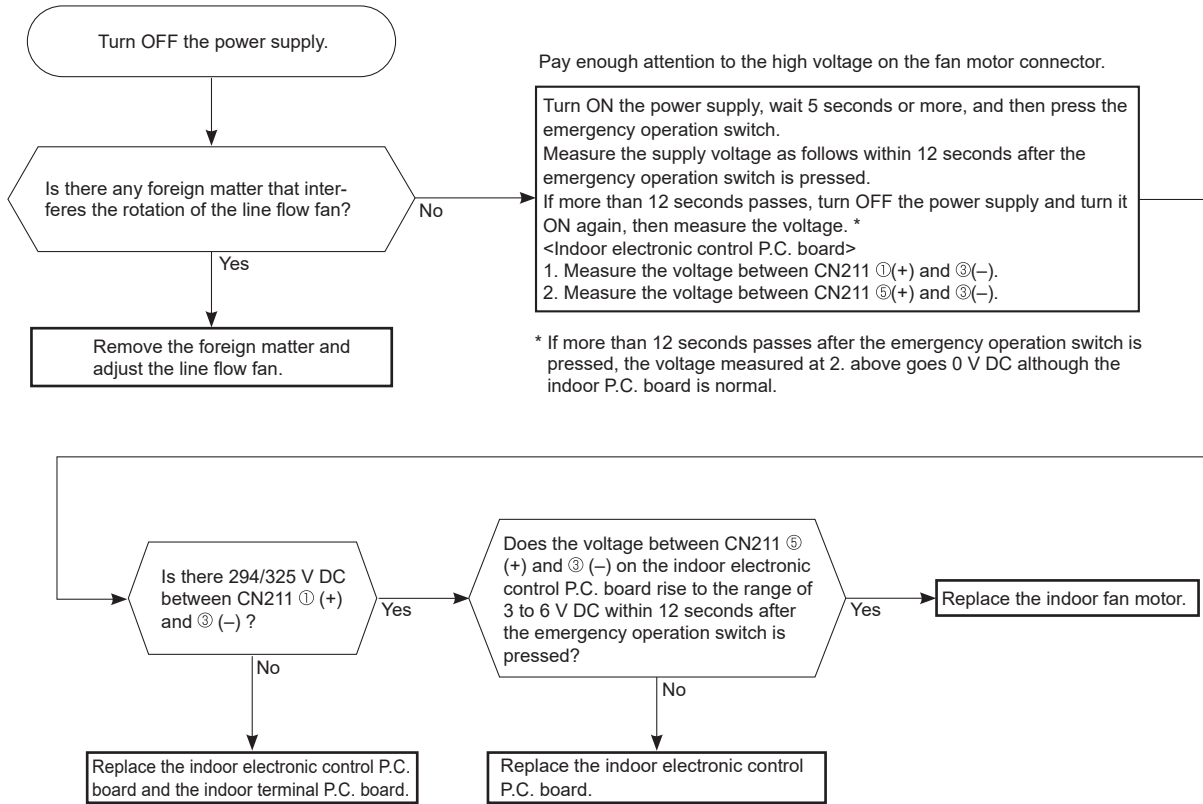 Turn OFF the power supply.
Is there any foreign matter that inter-
feres the rotation of the line flow fan?
No
Yes
Remove the foreign matter and
adjust the line flow fan.
Pay enough attention to the high voltage on the fan motor connector.
Turn ON the power supply, wait 5 seconds or more, and then press the
emergency operation switch.
Measure the supply voltage as follows within 12 seconds after the
emergency operation switch is pressed.
If more than 12 seconds passes, turn OFF the power supply and turn it
ON again, then measure the voltage. *
<Indoor electronic control P.C. board>
1. Measure the voltage between CN211 ①(+) and ③(–).
2. Measure the voltage between CN211 ⑤(+) and ③(–).
* If more than 12 seconds passes after the emergency operation switch is
pressed, the voltage measured at 2. above goes 0 V DC although the
indoor P.C. board is normal.
Is there 294/325 V DC
between CN211 ① (+)
and ③ (–) ?
Yes
No
Replace the indoor electronic control P.C.
board and the indoor terminal P.C. board.
Does the voltage between CN211 ⑤
(+) and ③ (–) on the indoor electronic
control P.C. board rise to the range of
3 to 6 V DC within 12 seconds after
the emergency operation switch is
pressed?
Yes
No
Replace the indoor electronic control
P.C. board.
Replace the indoor fan motor.